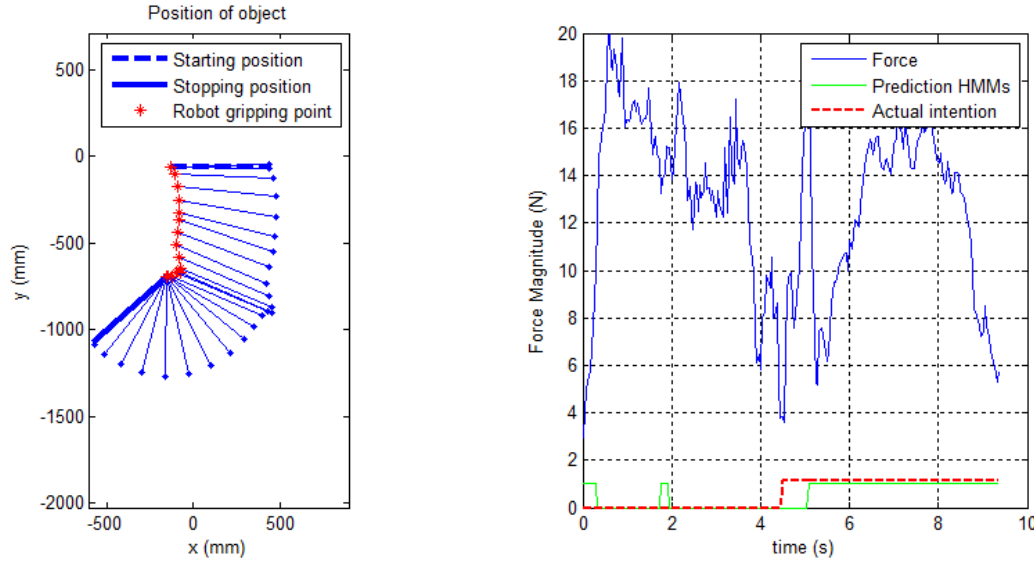 Position of object
Starting position
Stopping position
Robot gripping point
500
0
-500
-1000
-1500
-2000
-500
0
500
x (mm)
y (mm)
Force
Prediction HMMs
Actual intention
20
18
16
14
12
10
8
6
4
2
0
0
2
4
6
8
10
time (s)
Force Magnitude (N)